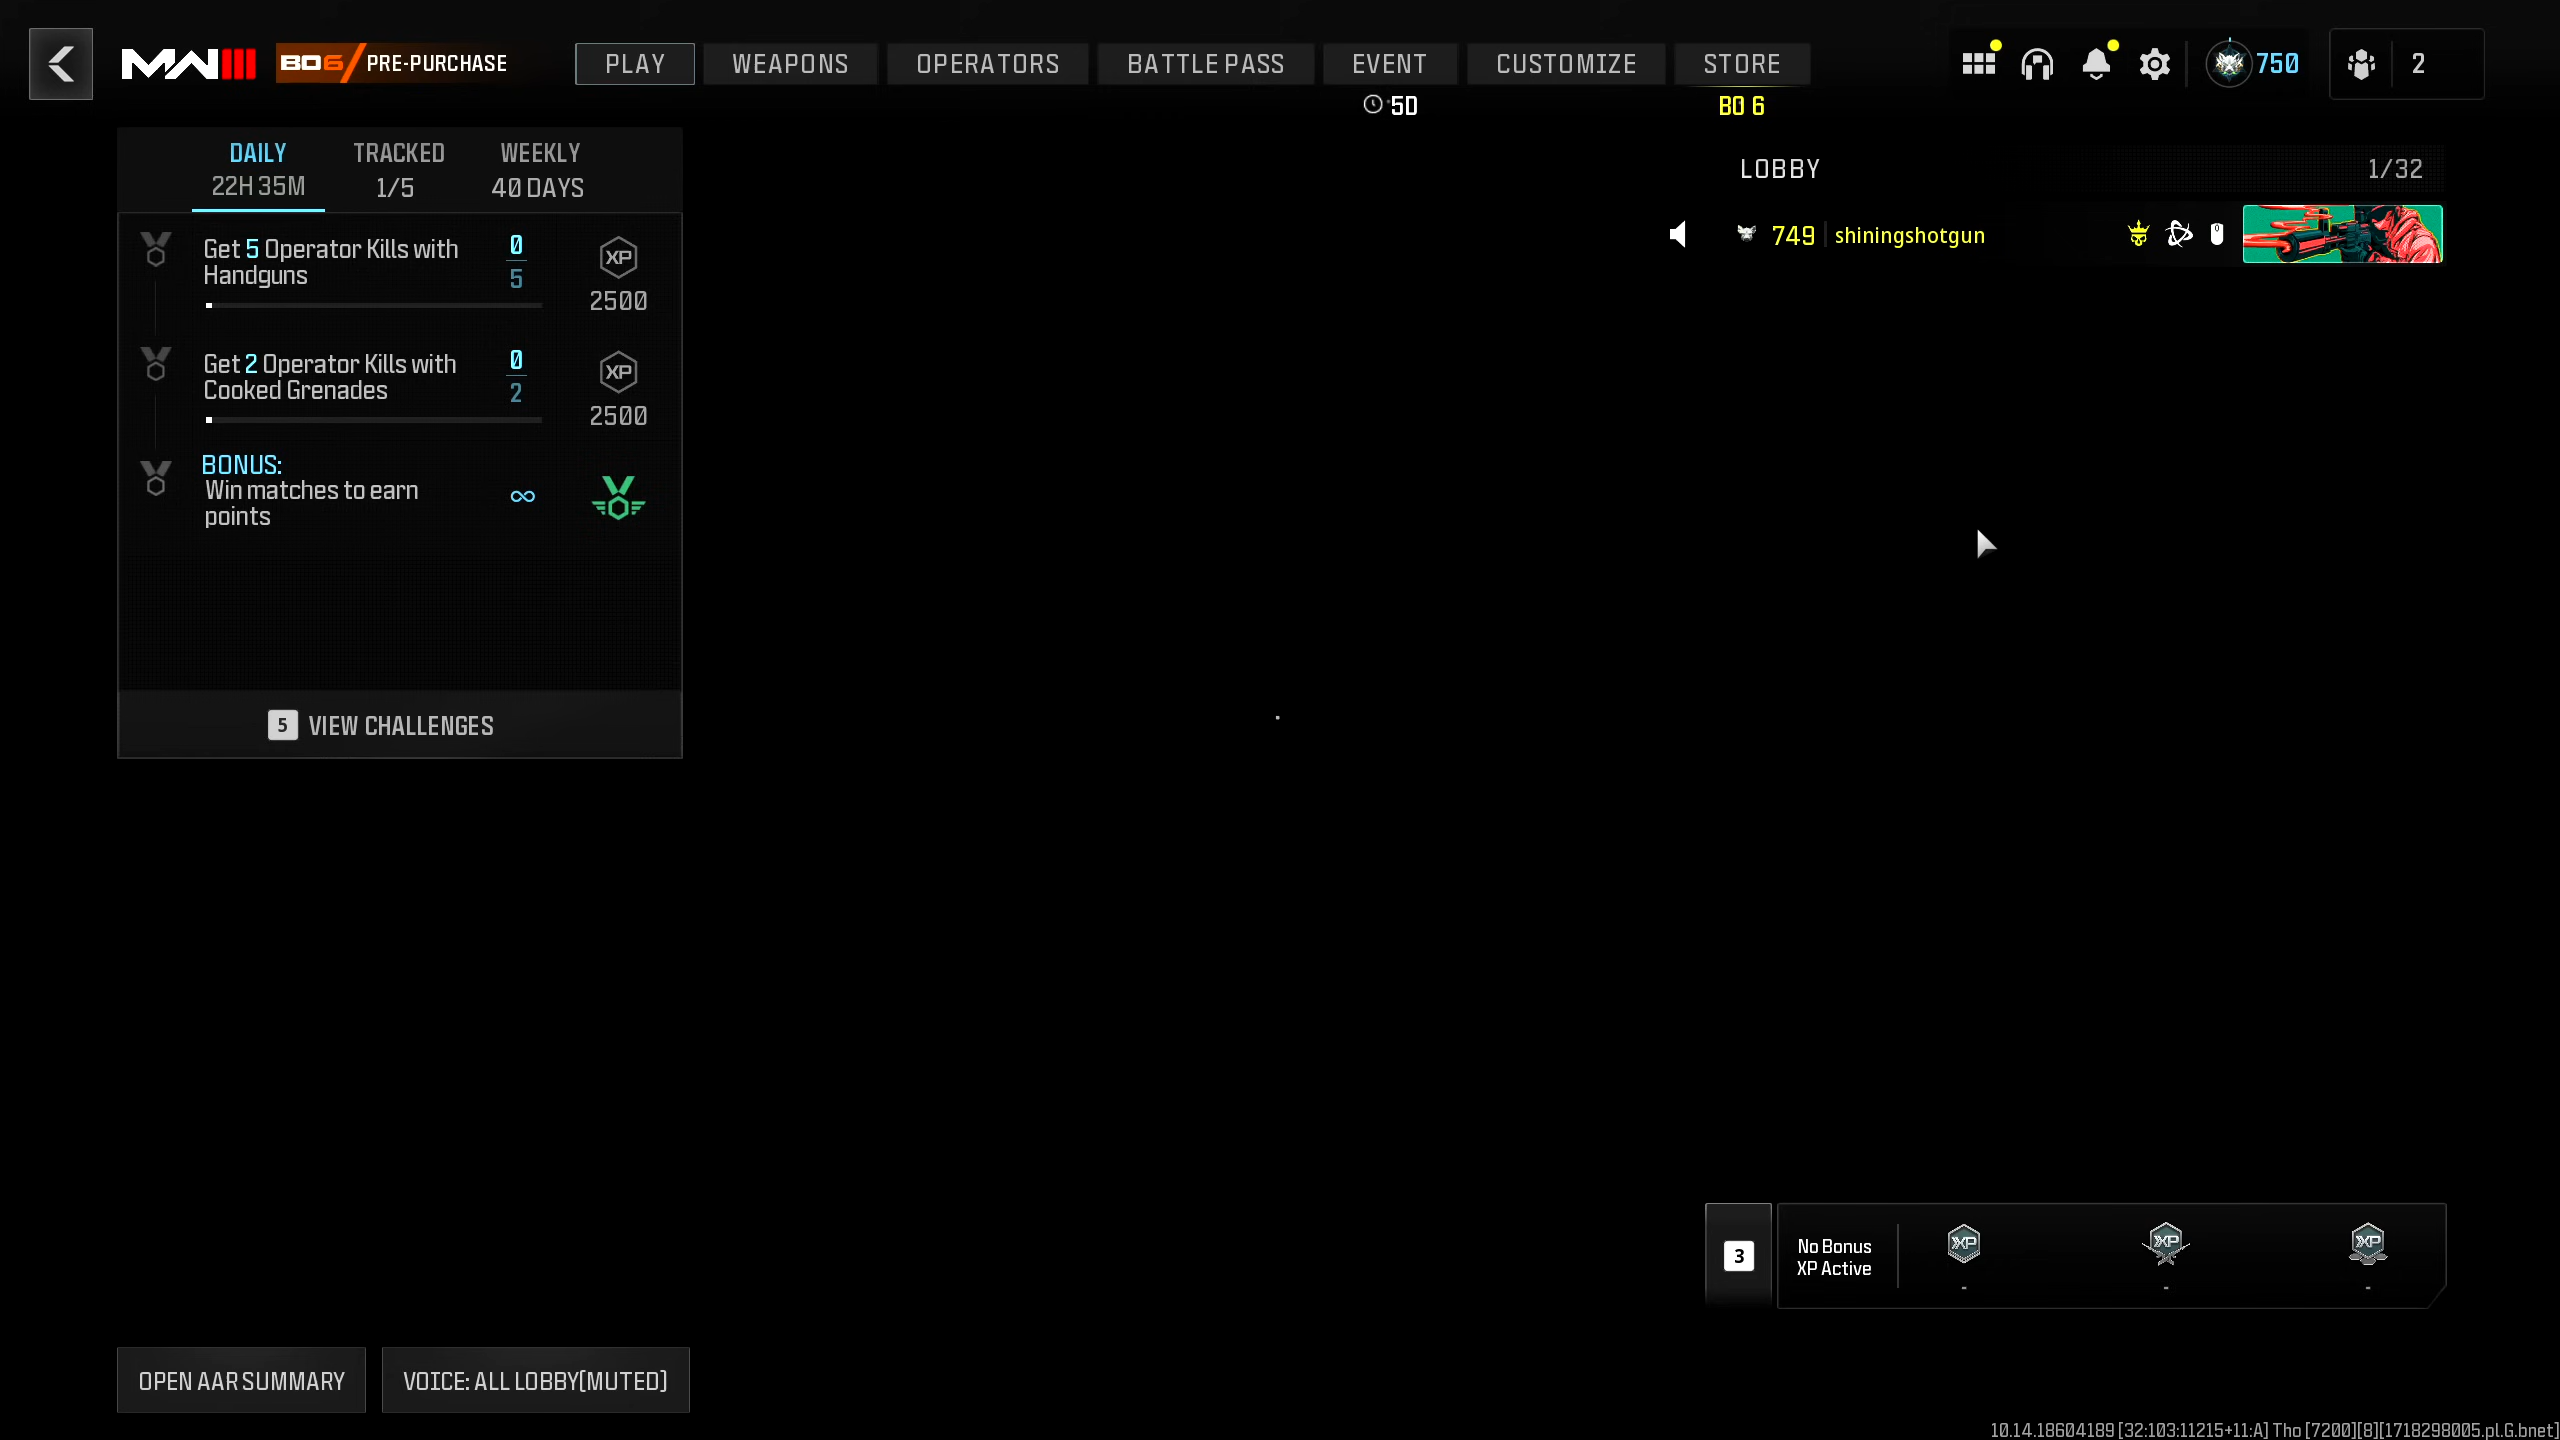 MWIII BO6 PRE-PURCHASE PLAY WEAPONS OPERATORS BATTLE PASS EVENT CUSTOMIZE STORE 750 2
5D BO 6
DAILY TRACKED WEEKLY
22H 35M 1/5 40 DAYS
LOBBY 1/32
749 shiningshotgun
Get 5 Operator Kills with
Handguns
0
5
XP
2500
Get 2 Operator Kills with
Cooked Grenades
0
2
XP
2500
BONUS:
Win matches to earn
points
∞
5 VIEW CHALLENGES
3
No Bonus
XP Active
XP XP XP
- - -
OPEN AAR SUMMARY VOICE: ALL LOBBY[MUTED]
10.14.18604189 [32:103:11215+11:A] Tho [7200][8][1718298005.pl.G.bnet]